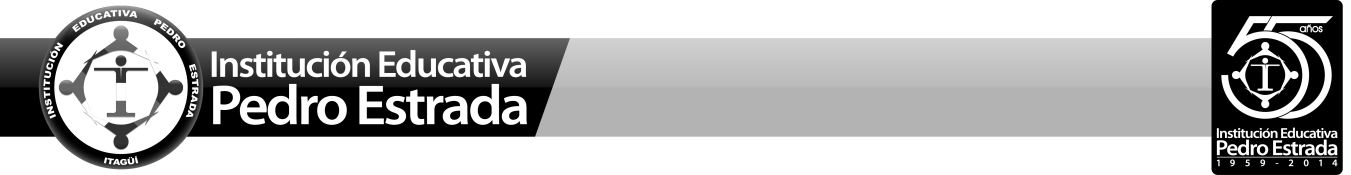 INSTITUCIÓN EDUCATIVA PEDRO ESTRADA
ITAGÜÍ
Institución Educativa
Pedro Estrada
55 años
Institución Educativa
Pedro Estrada
1959-2014